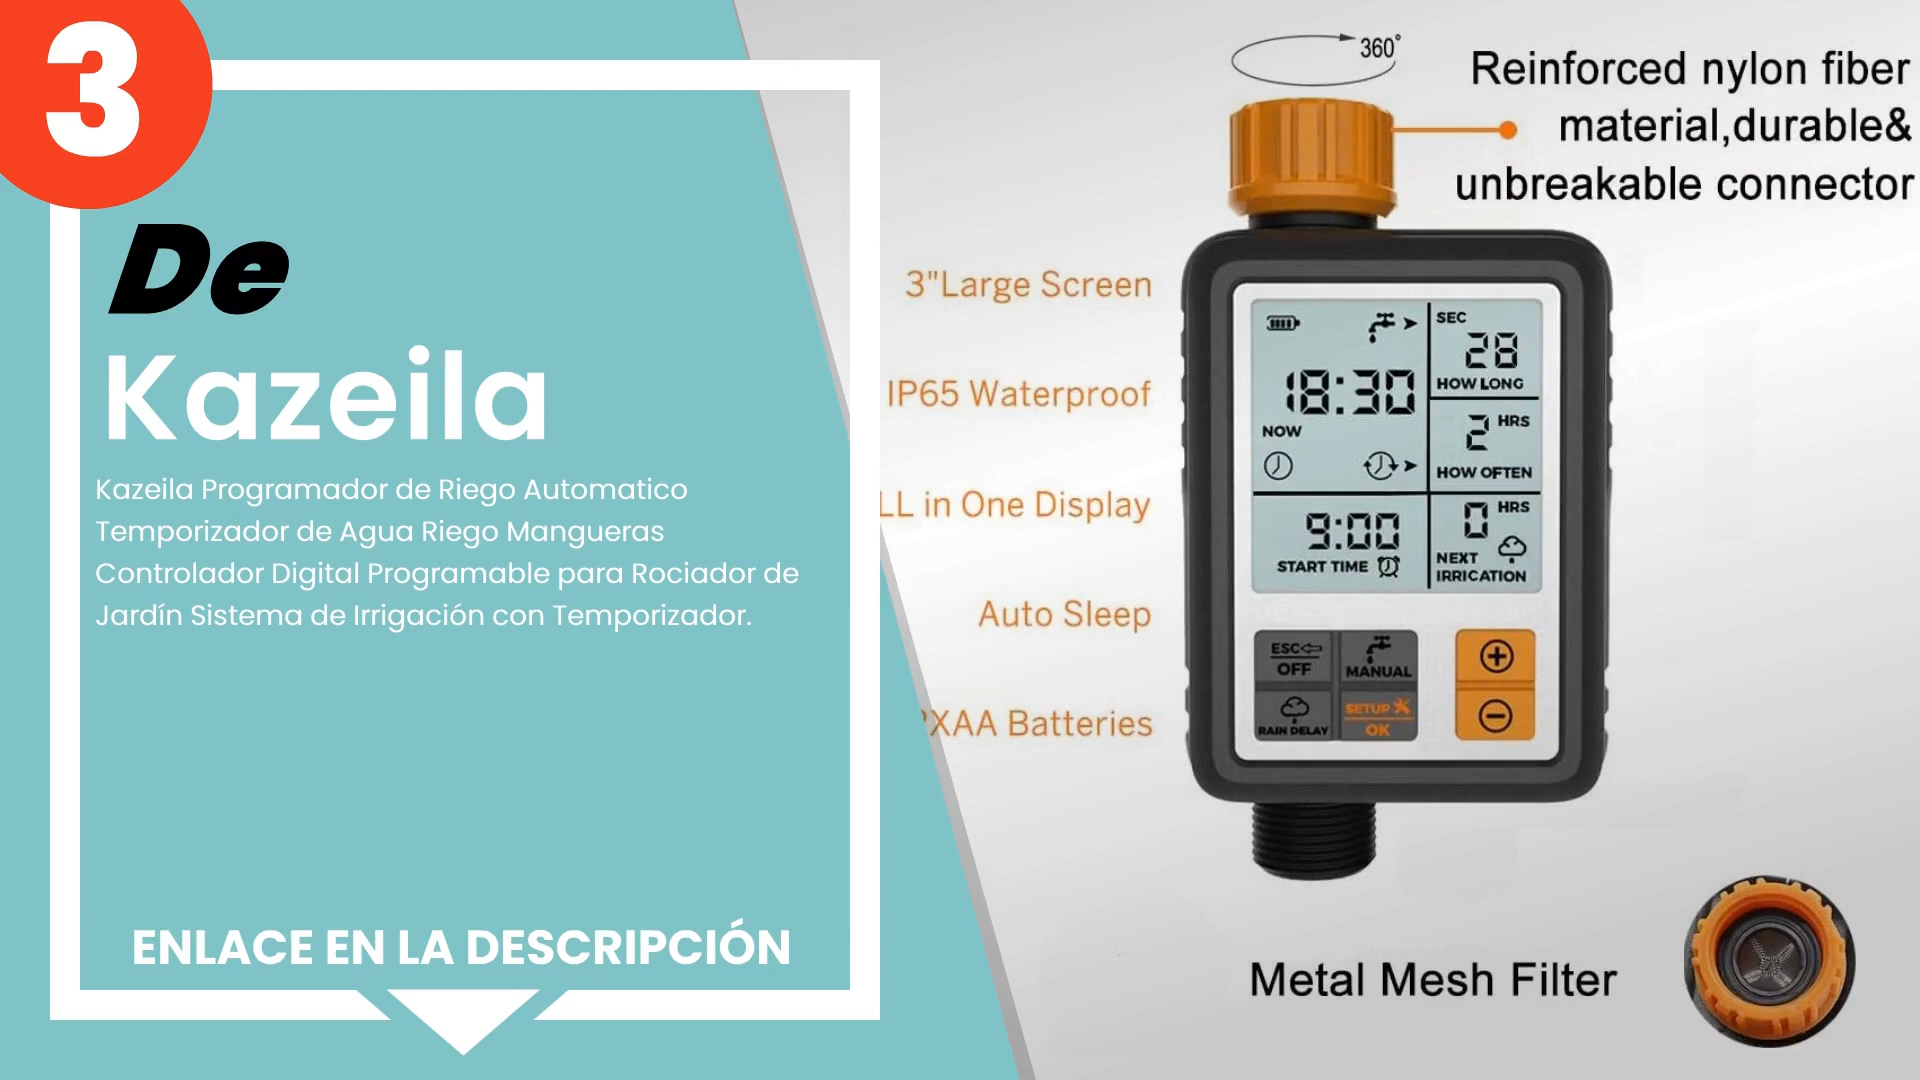 3
De
Kazeila
Kazeila Programador de Riego Automatico
Temporizador de Agua Riego Mangueras
Controlador Digital Programable para Rociador de
Jardín Sistema de Irrigación con Temporizador.
ENLACE EN LA DESCRIPCIÓN
360°
Reinforced nylon fiber
material,durable&
unbreakable connector
3"Large Screen
IP65 Waterproof
LL in One Display
Auto Sleep
XAA Batteries
SEC
28
HOW LONG
18:30
NOW
2 HRS
HOW OFTEN
9:00
START TIME
0 HRS
NEXT
IRRICATION
ESC
OFF
MANUAL
RAIN DELAY
SETUP
OK
Metal Mesh Filter